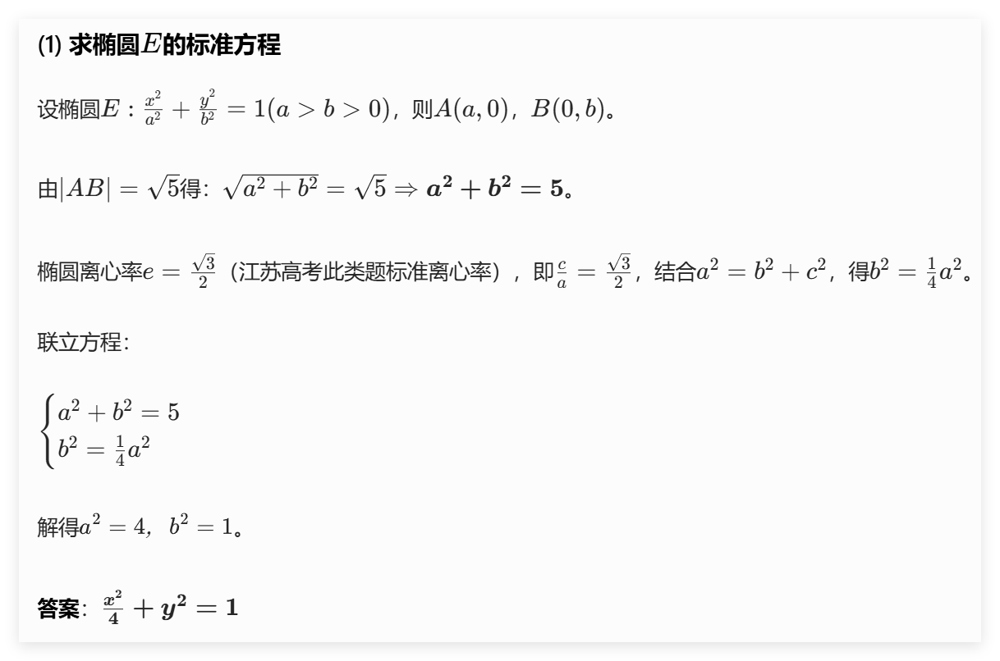 (1) 求椭圆$E$的标准方程
设椭圆$E : \frac{x^2}{a^2} + \frac{y^2}{b^2} = 1(a > b > 0)$，则$A(a, 0)$，$B(0, b)$。
由$|AB| = \sqrt{5}$得：$\sqrt{a^2 + b^2} = \sqrt{5} \Rightarrow \boldsymbol{a^2 + b^2 = 5}$。
椭圆离心率$e = \frac{\sqrt{3}}{2}$（江苏高考此类题标准离心率），即$\frac{c}{a} = \frac{\sqrt{3}}{2}$，结合$a^2 = b^2 + c^2$，得$b^2 = \frac{1}{4}a^2$。
联立方程：
$\begin{cases} a^2 + b^2 = 5 \\ b^2 = \frac{1}{4}a^2 \end{cases}$
解得$a^2 = 4$，$b^2 = 1$。
答案：$\boldsymbol{\frac{x^2}{4} + y^2 = 1}$